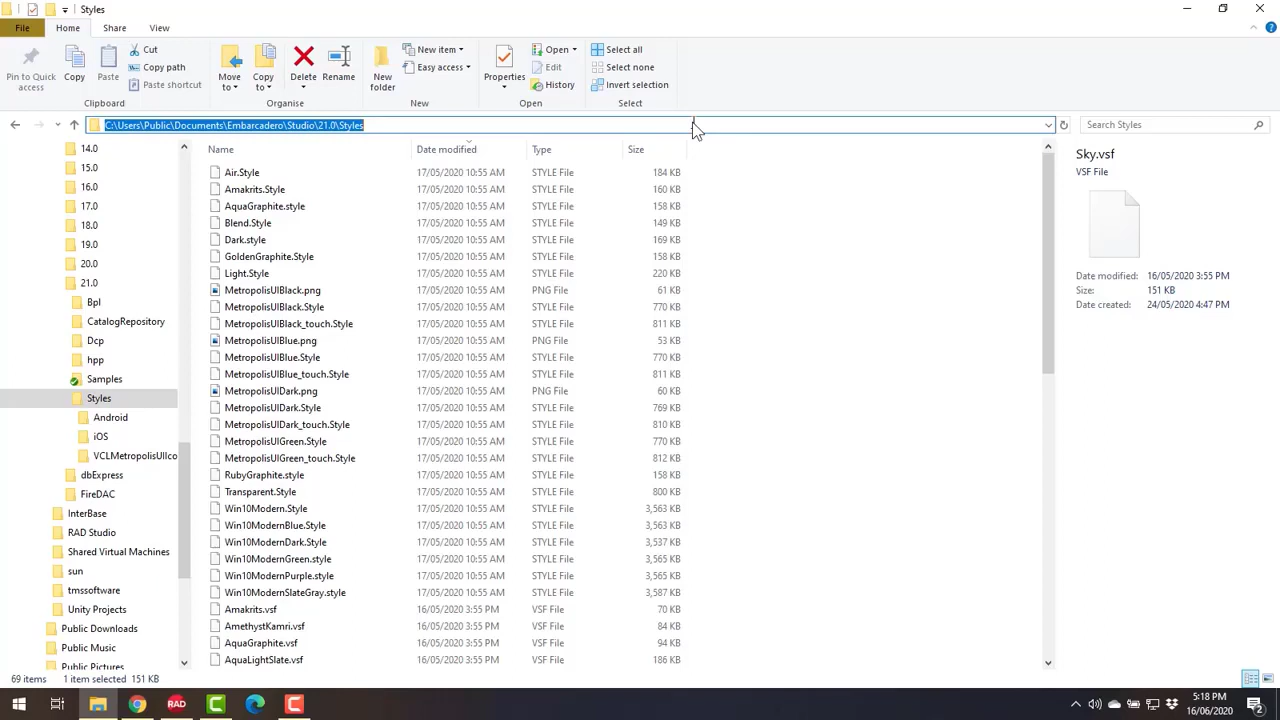 Styles
File Home Share View
Pin to Quick access
Copy
Paste
Cut
Copy path
Paste shortcut
Clipboard
Move to
Copy to
Delete
Rename
Organise
New folder
New item
Easy access
New
Properties
Open
Edit
History
Open
Select all
Select none
Invert selection
Select
C:\Users\Public\Documents\Embarcadero\Studio\21.0\Styles
Search Styles
14.0
15.0
16.0
17.0
18.0
19.0
20.0
21.0
Bpl
CatalogRepository
Dcp
hpp
Samples
Styles
Android
iOS
VCLMetropolisUIIco
dbExpress
FireDAC
InterBase
RAD Studio
Shared Virtual Machines
sun
tmssoftware
Unity Projects
Public Downloads
Public Music
Public Pictures
Name Date modified Type Size
Air.Style 17/05/2020 10:55 AM STYLE File 184 KB
Amakrits.Style 17/05/2020 10:55 AM STYLE File 160 KB
AquaGraphite.style 17/05/2020 10:55 AM STYLE File 158 KB
Blend.Style 17/05/2020 10:55 AM STYLE File 149 KB
Dark.style 17/05/2020 10:55 AM STYLE File 169 KB
GoldenGraphite.Style 17/05/2020 10:55 AM STYLE File 158 KB
Light.Style 17/05/2020 10:55 AM STYLE File 220 KB
MetropolisUIBlack.png 17/05/2020 10:55 AM PNG File 61 KB
MetropolisUIBlack.Style 17/05/2020 10:55 AM STYLE File 770 KB
MetropolisUIBlack_touch.Style 17/05/2020 10:55 AM STYLE File 811 KB
MetropolisUIBlue.png 17/05/2020 10:55 AM PNG File 53 KB
MetropolisUIBlue.Style 17/05/2020 10:55 AM STYLE File 770 KB
MetropolisUIBlue_touch.Style 17/05/2020 10:55 AM STYLE File 811 KB
MetropolisUIDark.png 17/05/2020 10:55 AM PNG File 60 KB
MetropolisUIDark.Style 17/05/2020 10:55 AM STYLE File 769 KB
MetropolisUIDark_touch.Style 17/05/2020 10:55 AM STYLE File 810 KB
MetropolisUIGreen.Style 17/05/2020 10:55 AM STYLE File 770 KB
MetropolisUIGreen_touch.Style 17/05/2020 10:55 AM STYLE File 812 KB
RubyGraphite.style 17/05/2020 10:55 AM STYLE File 158 KB
Transparent.Style 17/05/2020 10:55 AM STYLE File 800 KB
Win10Modern.Style 17/05/2020 10:55 AM STYLE File 3,563 KB
Win10ModernBlue.Style 17/05/2020 10:55 AM STYLE File 3,563 KB
Win10ModernDark.Style 17/05/2020 10:55 AM STYLE File 3,537 KB
Win10ModernGreen.Style 17/05/2020 10:55 AM STYLE File 3,565 KB
Win10ModernPurple.Style 17/05/2020 10:55 AM STYLE File 3,565 KB
Win10ModernSlateGray.Style 17/05/2020 10:55 AM STYLE File 3,587 KB
Amakrits.vsf 16/05/2020 3:55 PM VSF File 70 KB
AmethystKamri.vsf 16/05/2020 3:55 PM VSF File 84 KB
AquaGraphite.vsf 16/05/2020 3:55 PM VSF File 94 KB
AquaLightSlate.vsf 16/05/2020 3:55 PM VSF File 186 KB
Sky.vsf
VSF File
Date modified: 16/05/2020 3:55 PM
Size: 151 KB
Date created: 24/05/2020 4:47 PM
69 items 1 item selected 151 KB
RAD
5:18 PM
16/06/2020
2